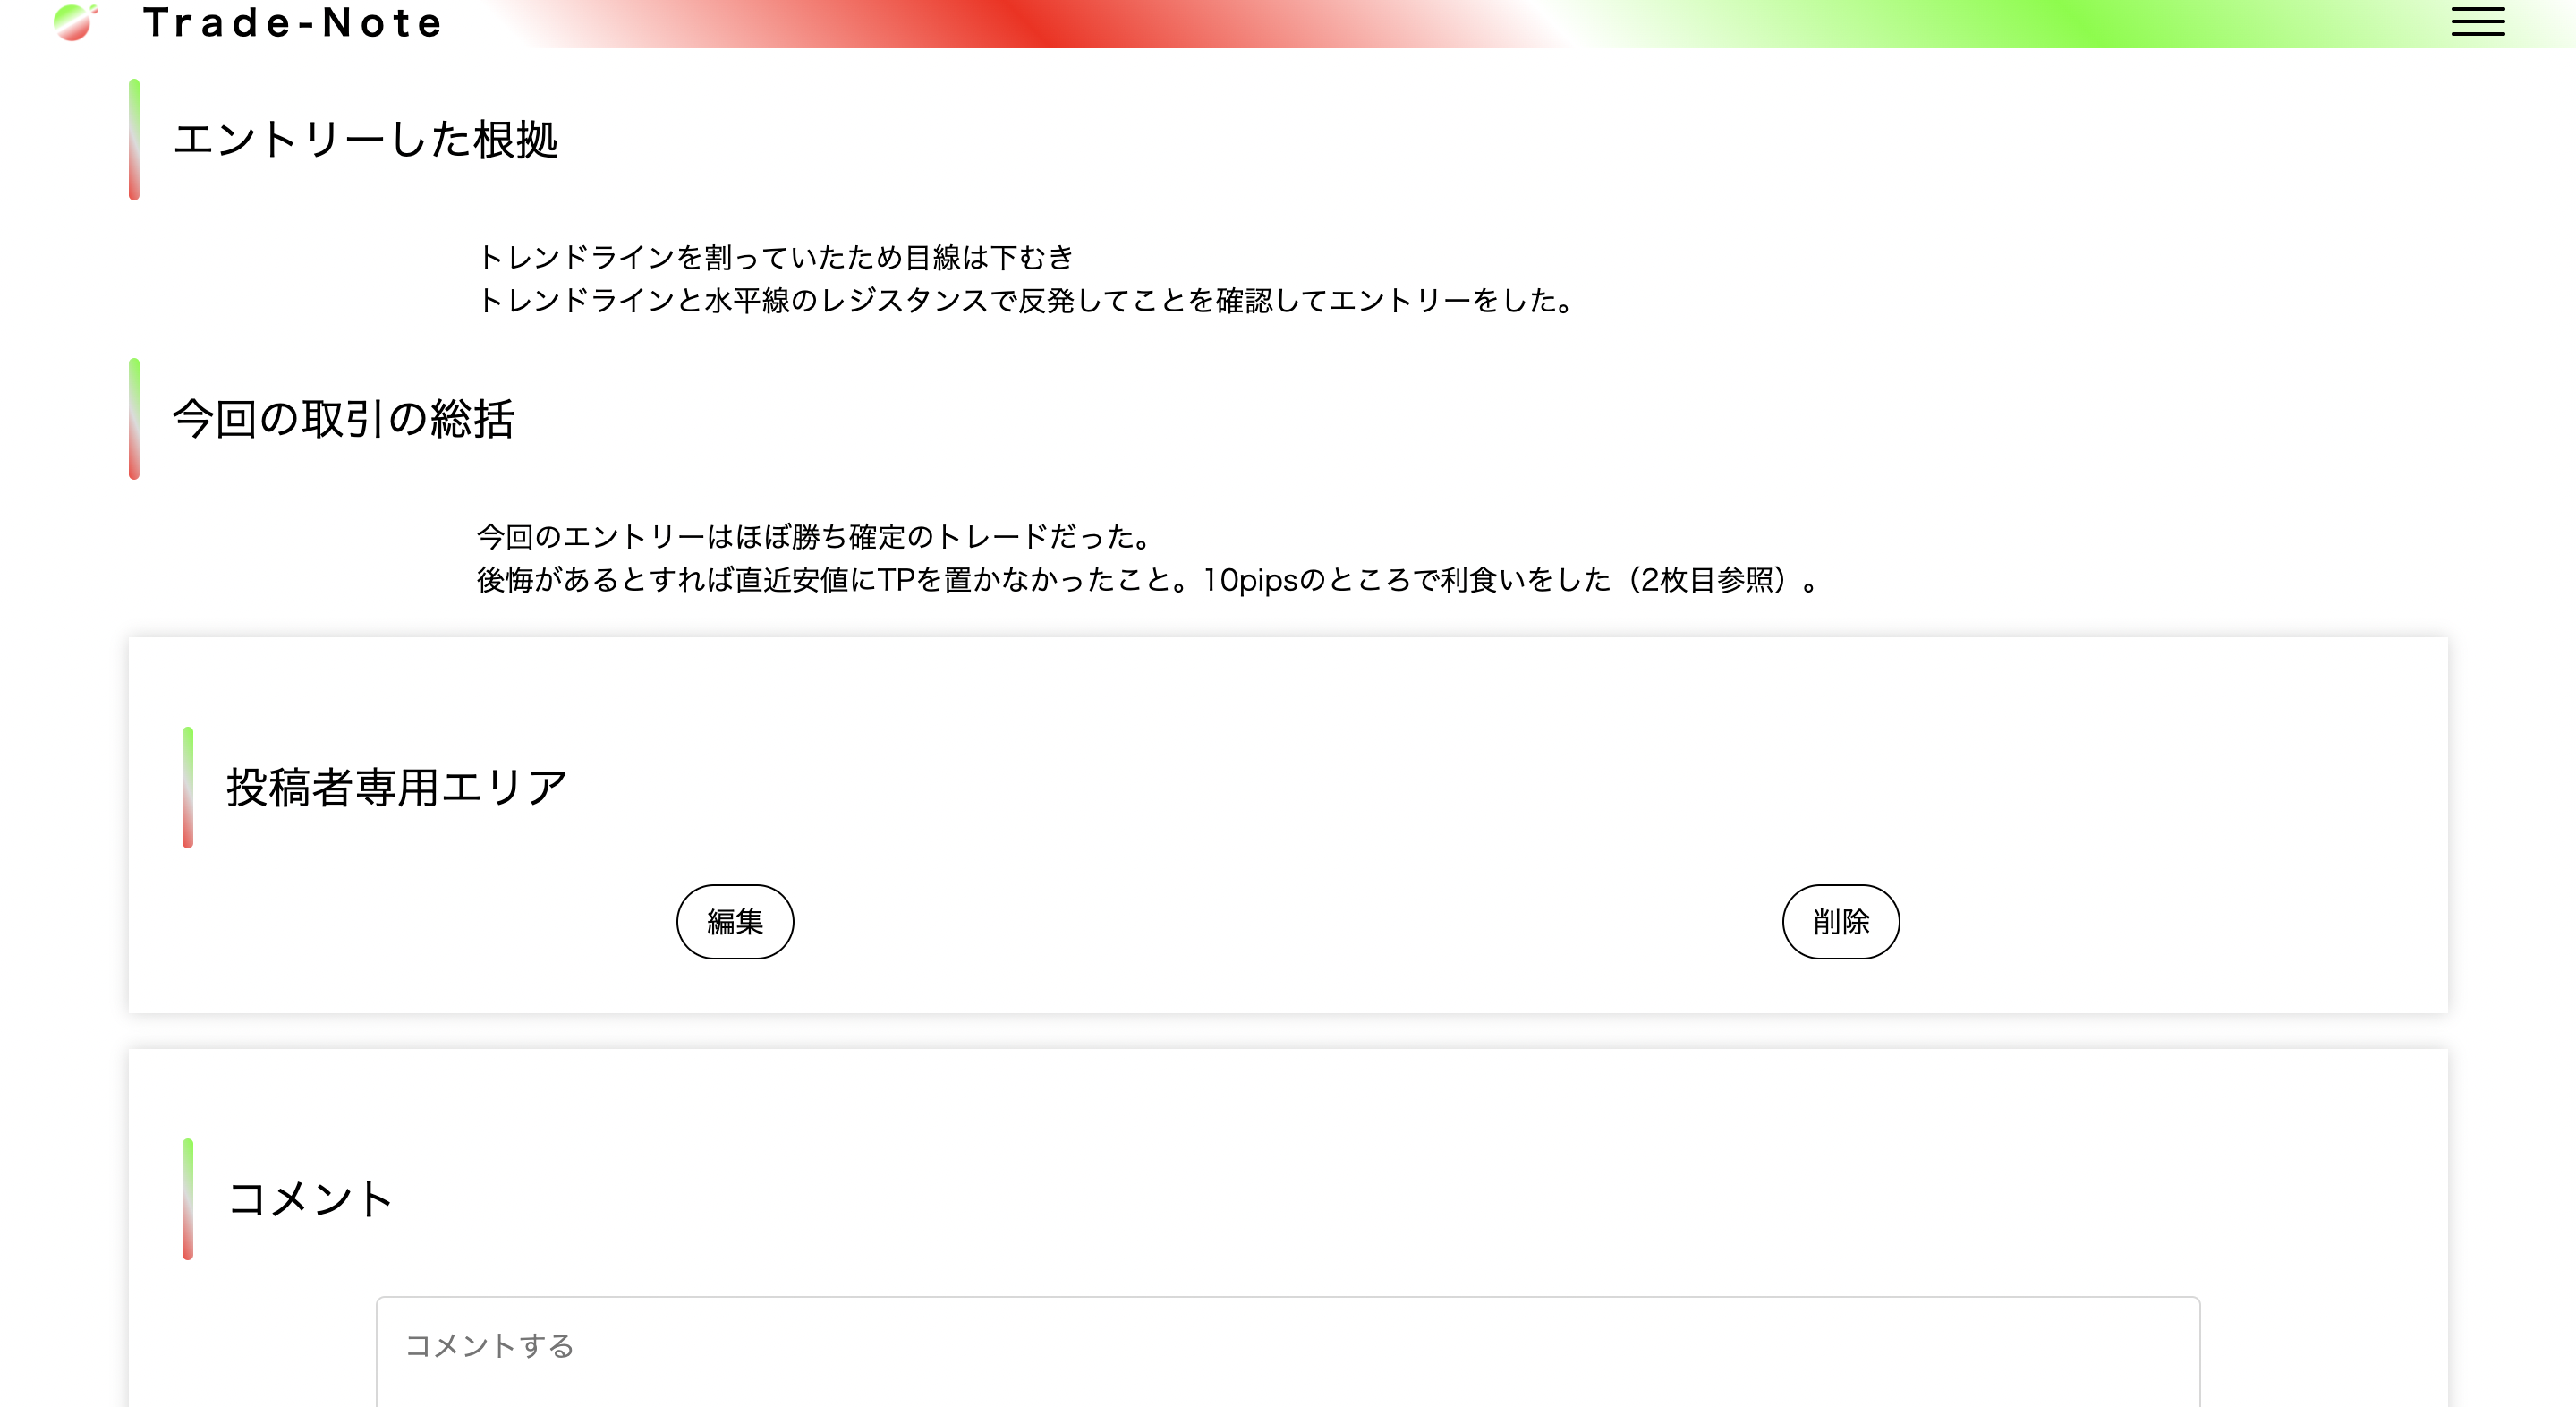 Trade-Note
エントリーした根拠
トレンドラインを割っていたため目線は下むき
トレンドラインと水平線のレジスタンスで反発してことを確認してエントリーをした。
今回の取引の総括
今回のエントリーはほぼ勝ち確定のトレードだった。
後悔があるとすれば直近安値にTPを置かなかったこと。10pipsのところで利食いをした（2枚目参照）。
投稿者専用エリア
編集
削除
コメント
コメントする